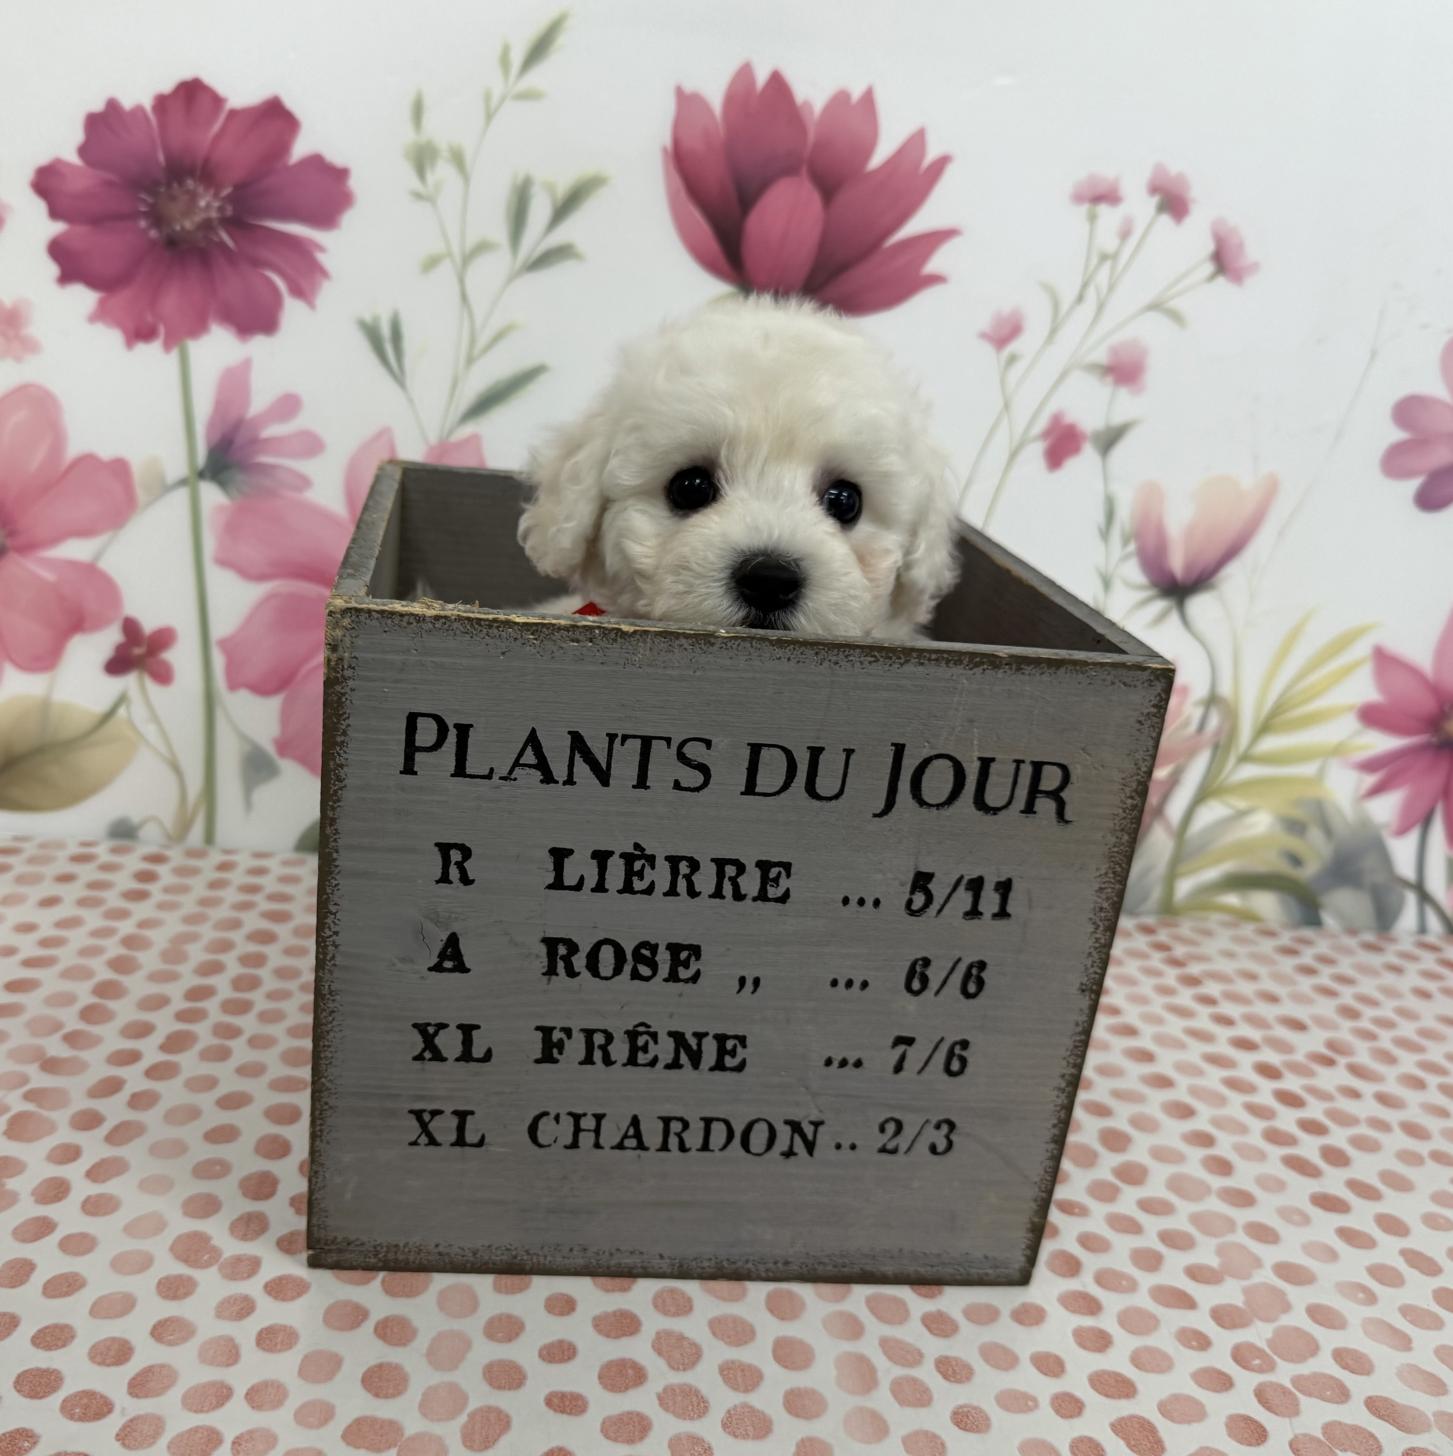 PLANTS DU JOUR
R LIÈRRE ... 5/11
A ROSE „ ... 6/6
XL FRÊNE ... 7/6
XL CHARDON .. 2/3